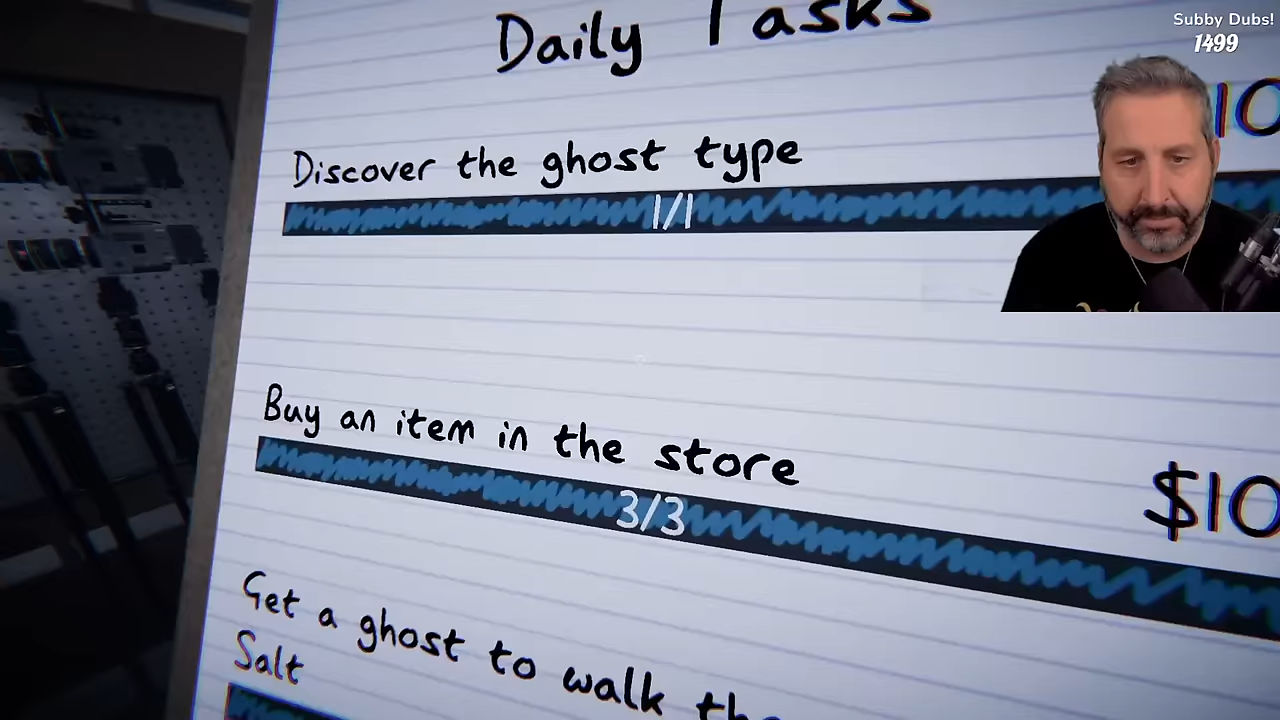 Subby Dubs!
1499
Daily Tasks
Discover the ghost type
1/1
Buy an item in the store
$10
3/3
Get a ghost to walk
Salt